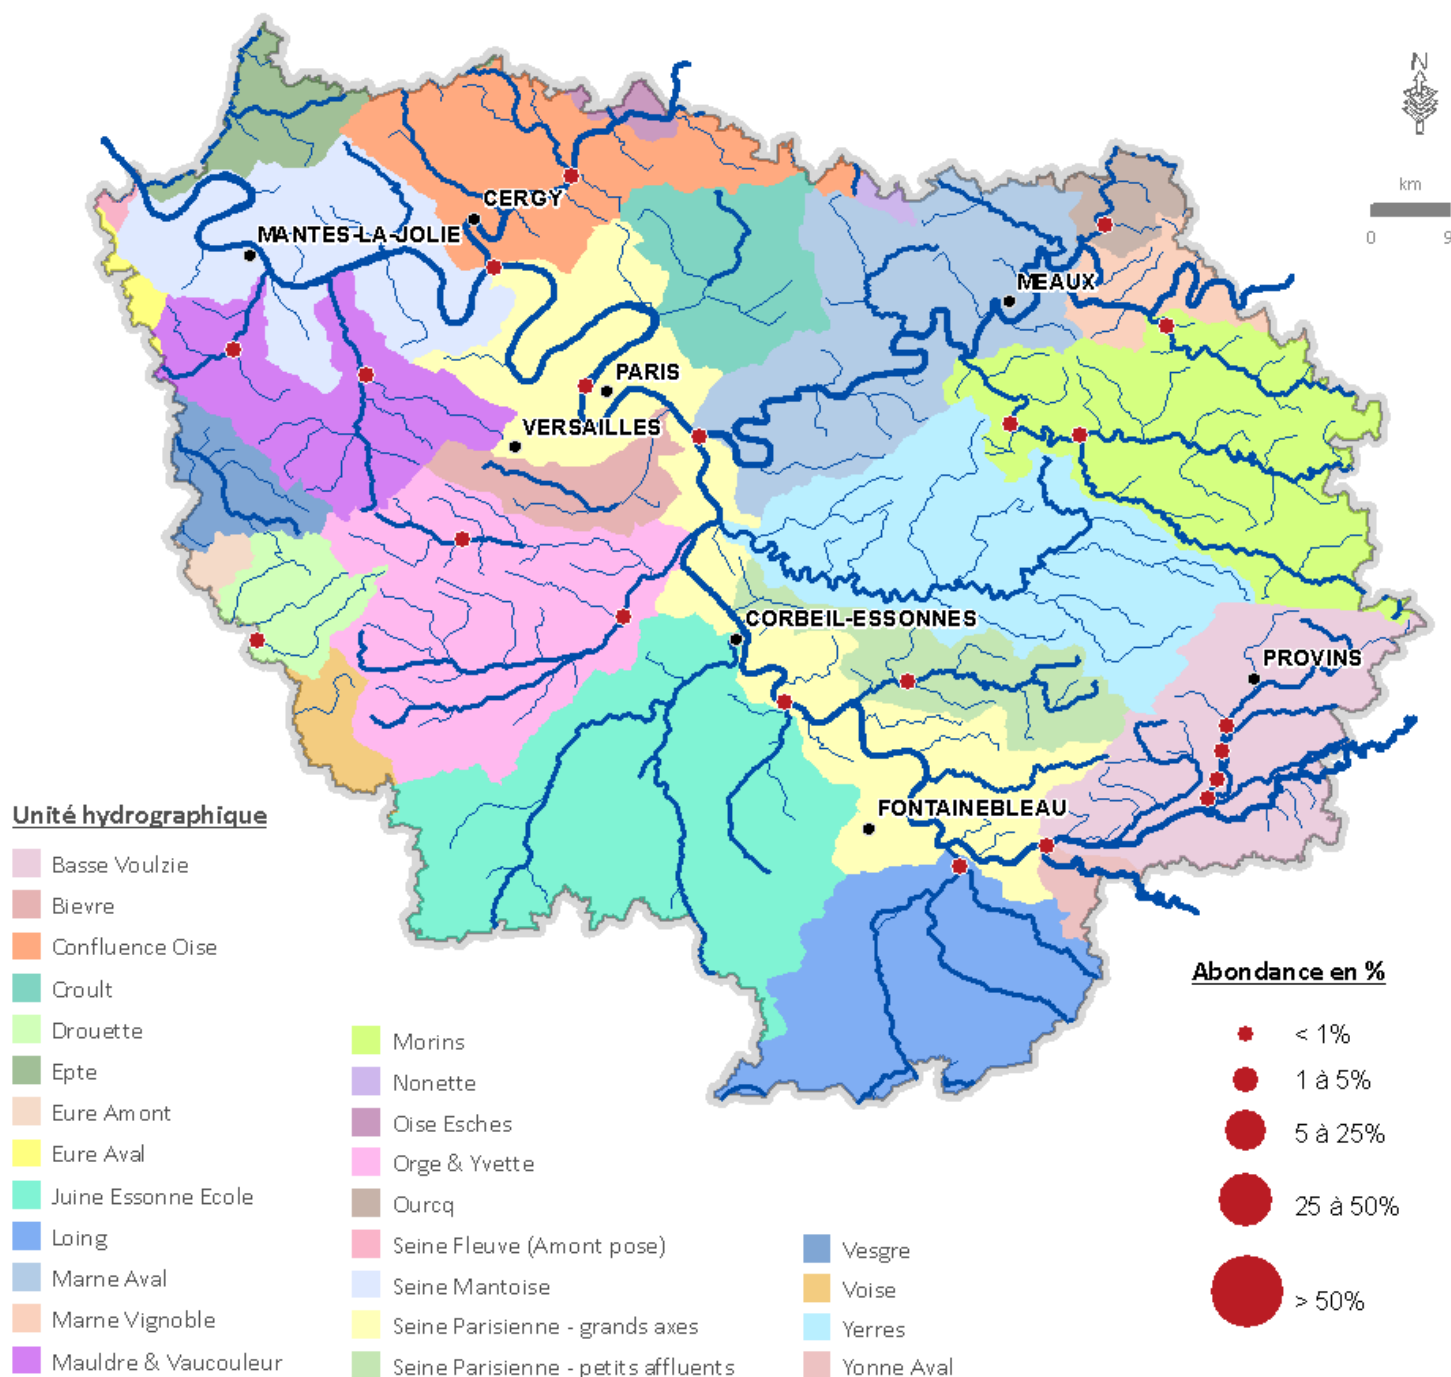 N
km
0 9
CERGY
MANTES-LA-JOLIE
MEAUX
PARIS
VERSAILLES
CORBEIL-ESSONNES
PROVINS
FONTAINEBLEAU
Unité hydrographique
Basse Voulzie
Bievre
Confluence Oise
Croult
Drouette
Epte
Eure Amont
Eure Aval
Juine Essonne Ecole
Loing
Marne Aval
Marne Vignoble
Mauldre & Vaucouleur
Morins
Nonette
Oise Esches
Orge & Yvette
Ourcq
Seine Fleuve (Amont pose)
Seine Mantoise
Seine Parisienne - grands axes
Seine Parisienne - petits affluents
Vesgre
Voise
Yerres
Yonne Aval
Abondance en %
< 1%
1 à 5%
5 à 25%
25 à 50%
> 50%